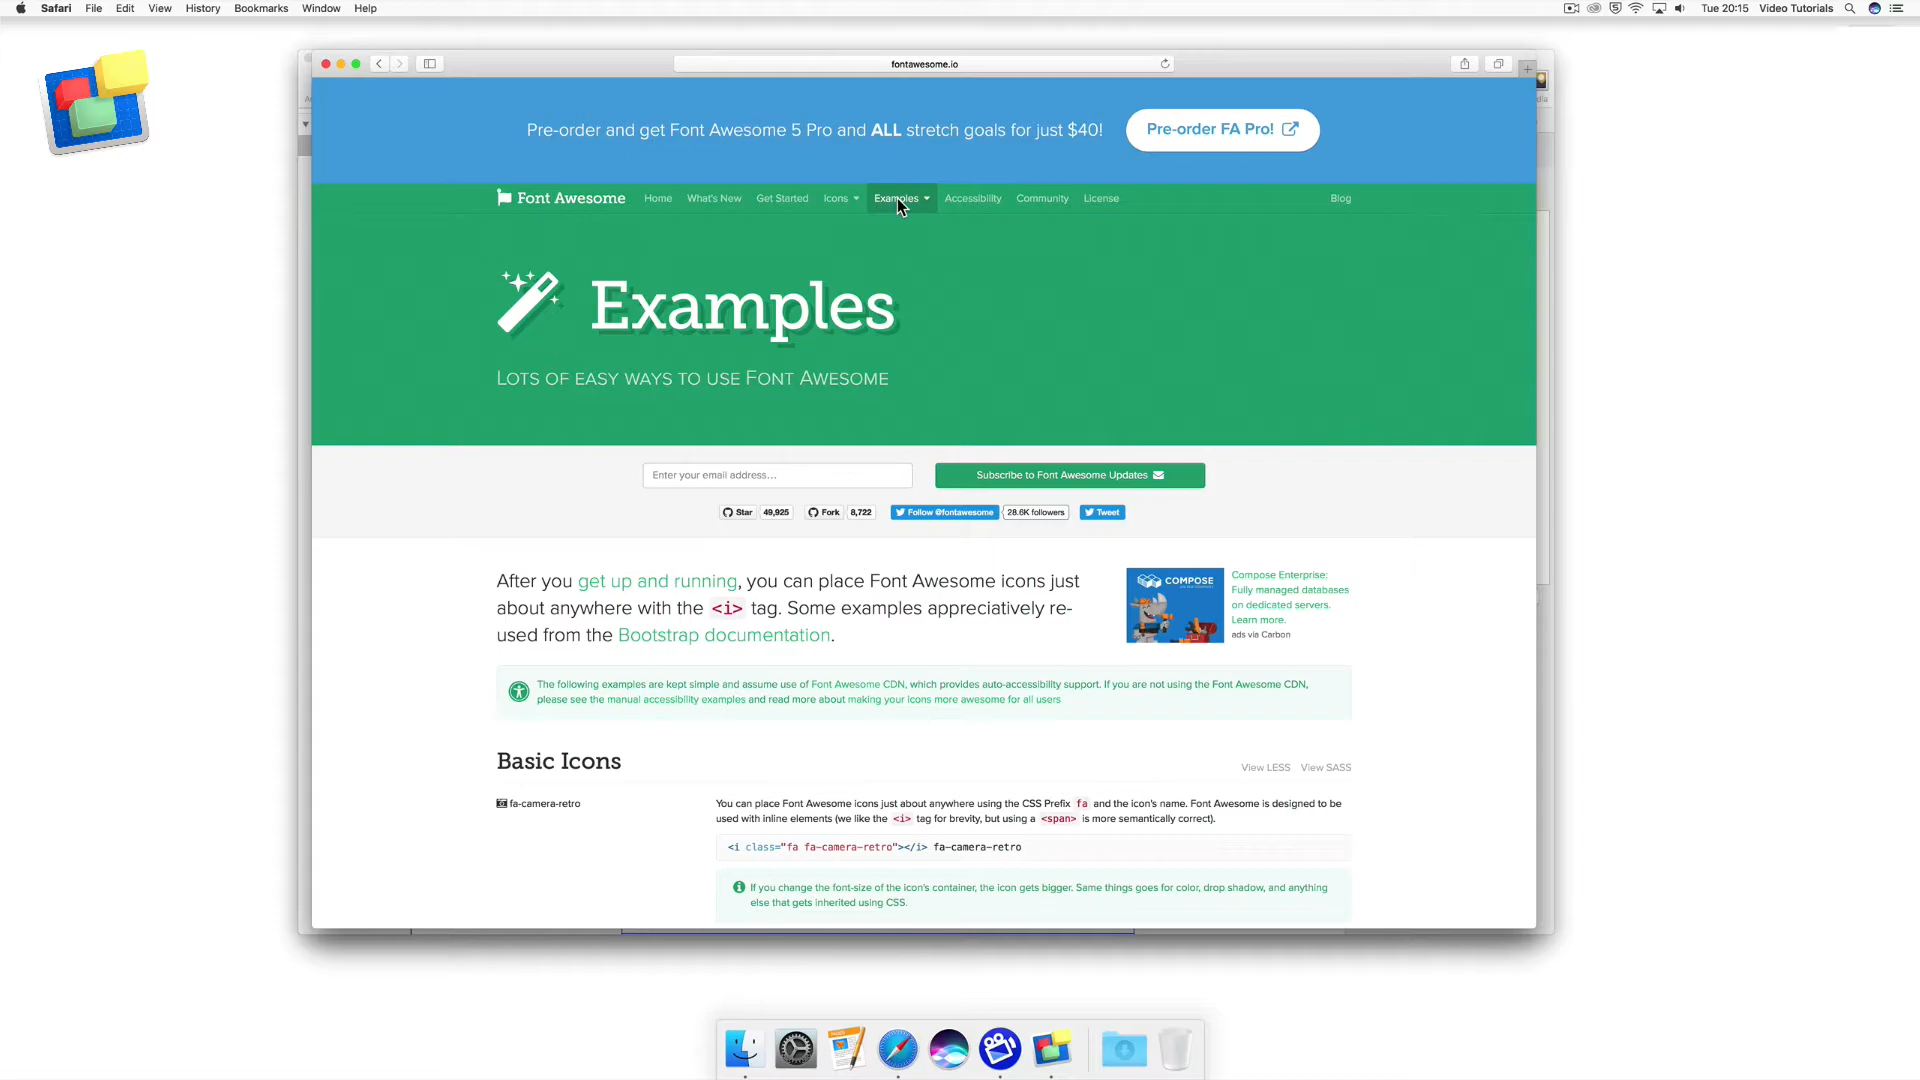 Safari File Edit View History Bookmarks Window Help
Tue 20:15 Video Tutorials
fontawesome.io
Pre-order and get Font Awesome 5 Pro and ALL stretch goals for just $40!
Pre-order FA Pro!
Font Awesome Home What's New Get Started Icons Examples Accessibility Community License Blog
Examples
LOTS OF EASY WAYS TO USE FONT AWESOME
Enter your email address...
Subscribe to Font Awesome Updates
Star 49,925 Fork 8,722 Follow @fontawesome 28.6K followers Tweet
After you get up and running, you can place Font Awesome icons just
about anywhere with the <i> tag. Some examples appreciatively re-
used from the Bootstrap documentation.
COMPOSE
Compose Enterprise:
Fully managed databases
on dedicated servers.
Learn more.
ads via Carbon
The following examples are kept simple and assume use of Font Awesome CDN, which provides auto-accessibility support. If you are not using the Font Awesome CDN,
please see the manual accessibility examples and read more about making your icons more awesome for all users
Basic Icons
View LESS View SASS
fa-camera-retro
You can place Font Awesome icons just about anywhere using the CSS Prefix fa and the icon's name. Font Awesome is designed to be
used with inline elements (we like the <i> tag for brevity, but using a <span> is more semantically correct).
<i class="fa fa-camera-retro"></i> fa-camera-retro
If you change the font-size of the icon's container, the icon gets bigger. Same things goes for color, drop shadow, and anything
else that gets inherited using CSS.